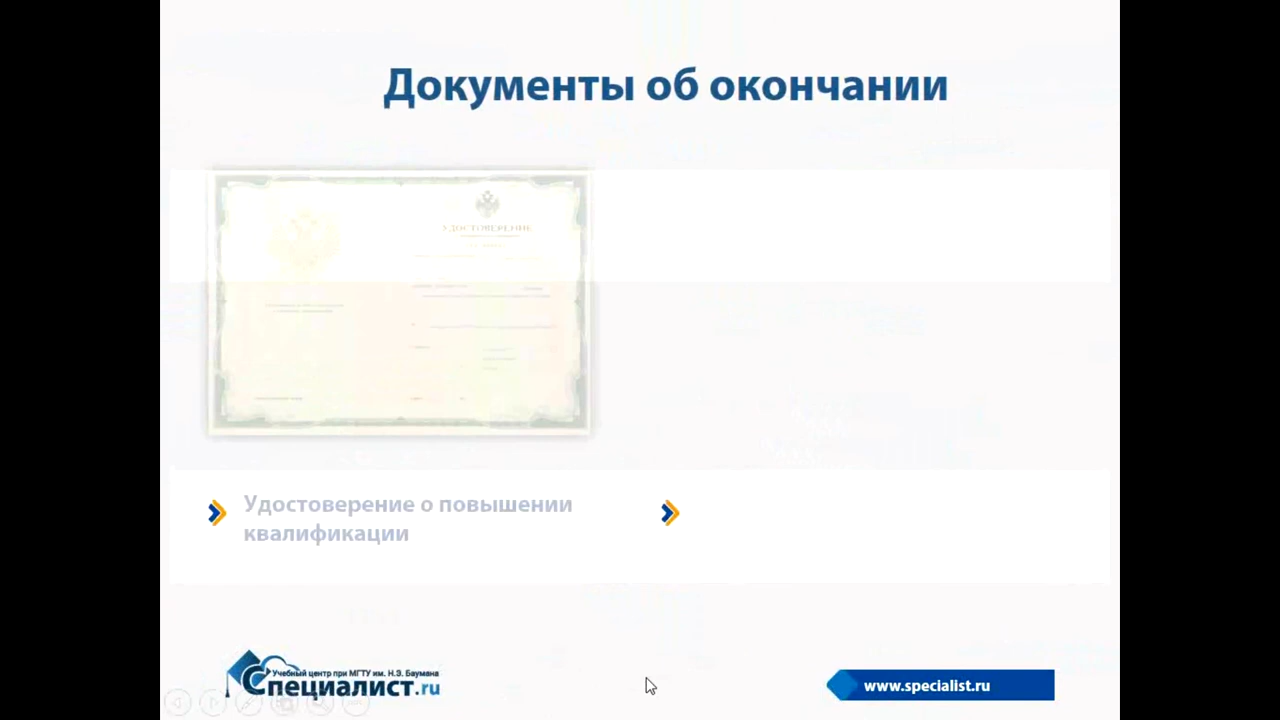 Документы об окончании
УДОСТОВЕРЕНИЕ
Удостоверение о повышении
квалификации
Учебный центр при МГТУ им. Н.Э. Баумана
Специалист.ru
www.specialist.ru